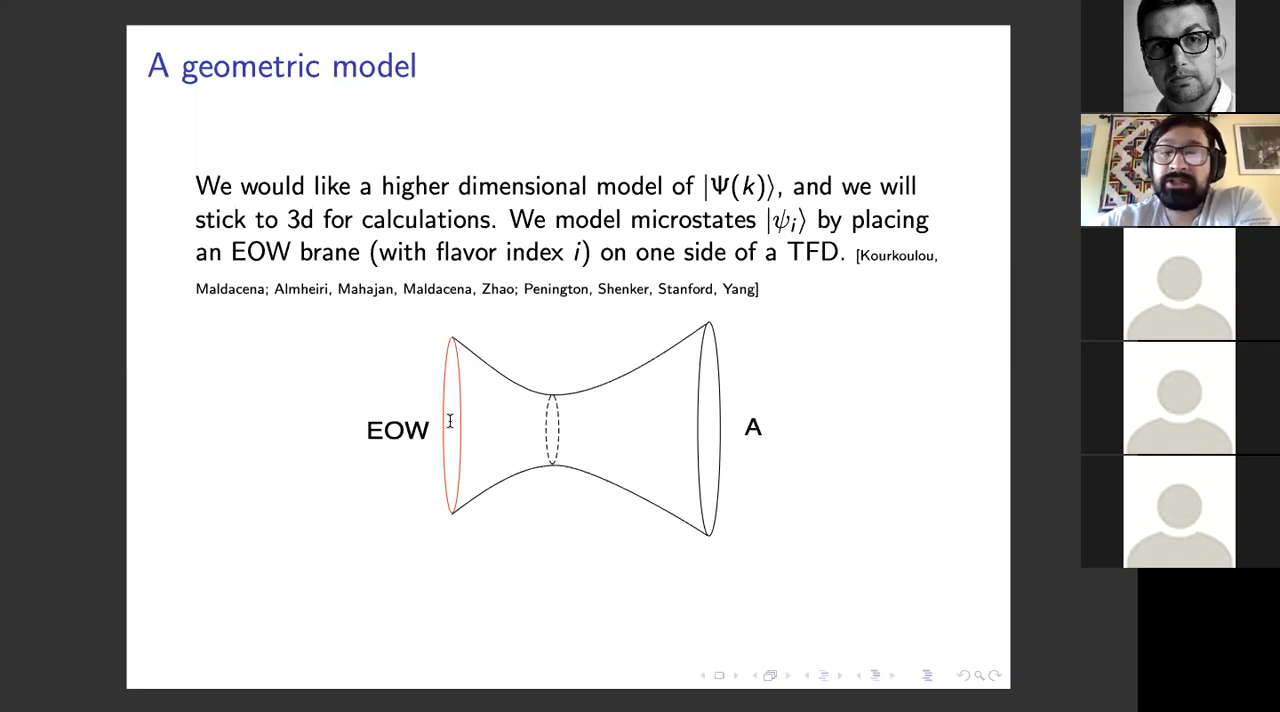 A geometric model
We would like a higher dimensional model of |Ψ(k)⟩, and we will
stick to 3d for calculations. We model microstates |ψᵢ⟩ by placing
an EOW brane (with flavor index i) on one side of a TFD. [Kourkoulou,
Maldacena; Almheiri, Mahajan, Maldacena, Zhao; Penington, Shenker, Stanford, Yang]
EOW
A